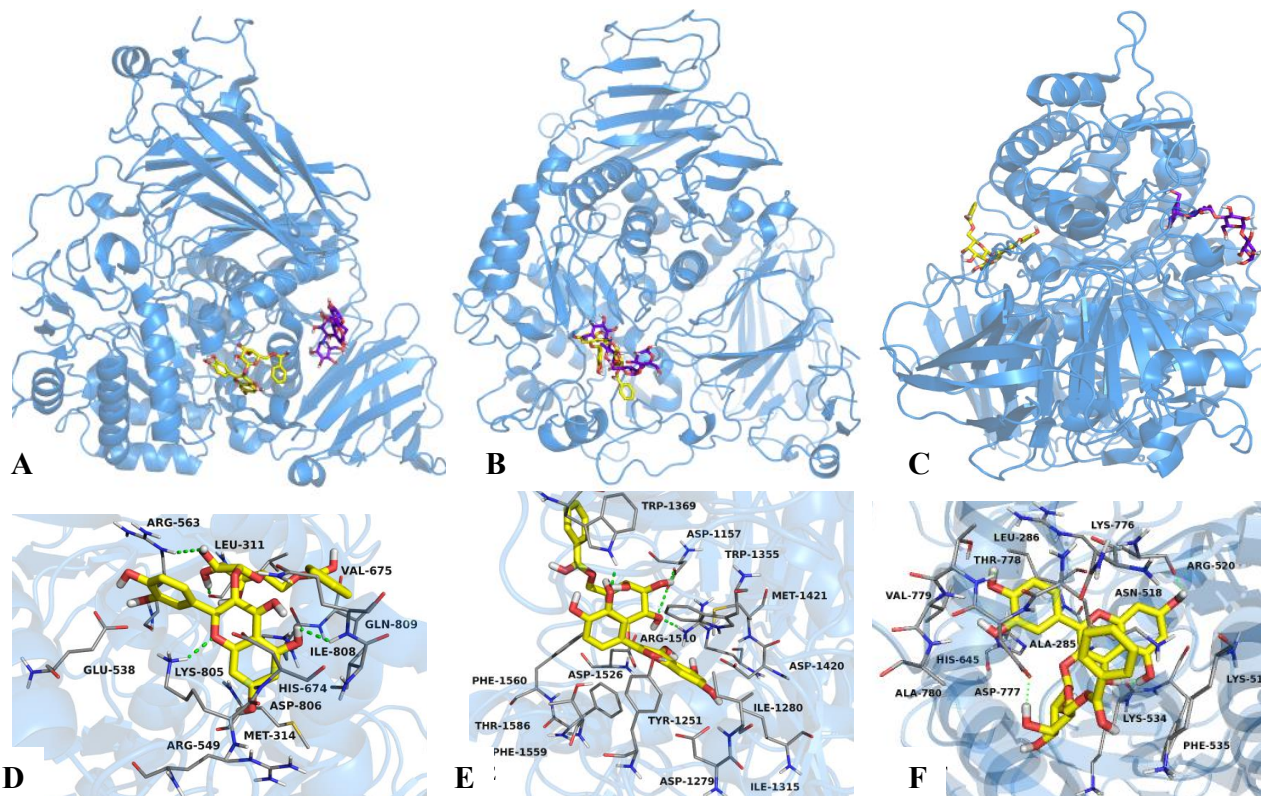 A
B
C
ARG-563
LEU-311
VAL-675
GLN-809
ILE-808
GLU-538
LYS-805
HIS-674
ASP-806
MET-314
ARG-549
D
TRP-1369
ASP-1157
TRP-1355
MET-1421
ARG-1510
ASP-1420
ASP-1526
PHE-1560
ILE-1280
THR-1586
TYR-1251
PHE-1559
ASP-1279
ILE-1315
E
LYS-776
LEU-286
ARG-520
THR-778
ASN-518
VAL-779
ALA-285
HIS-645
LYS-51
ASP-777
ALA-780
LYS-534
PHE-535
F